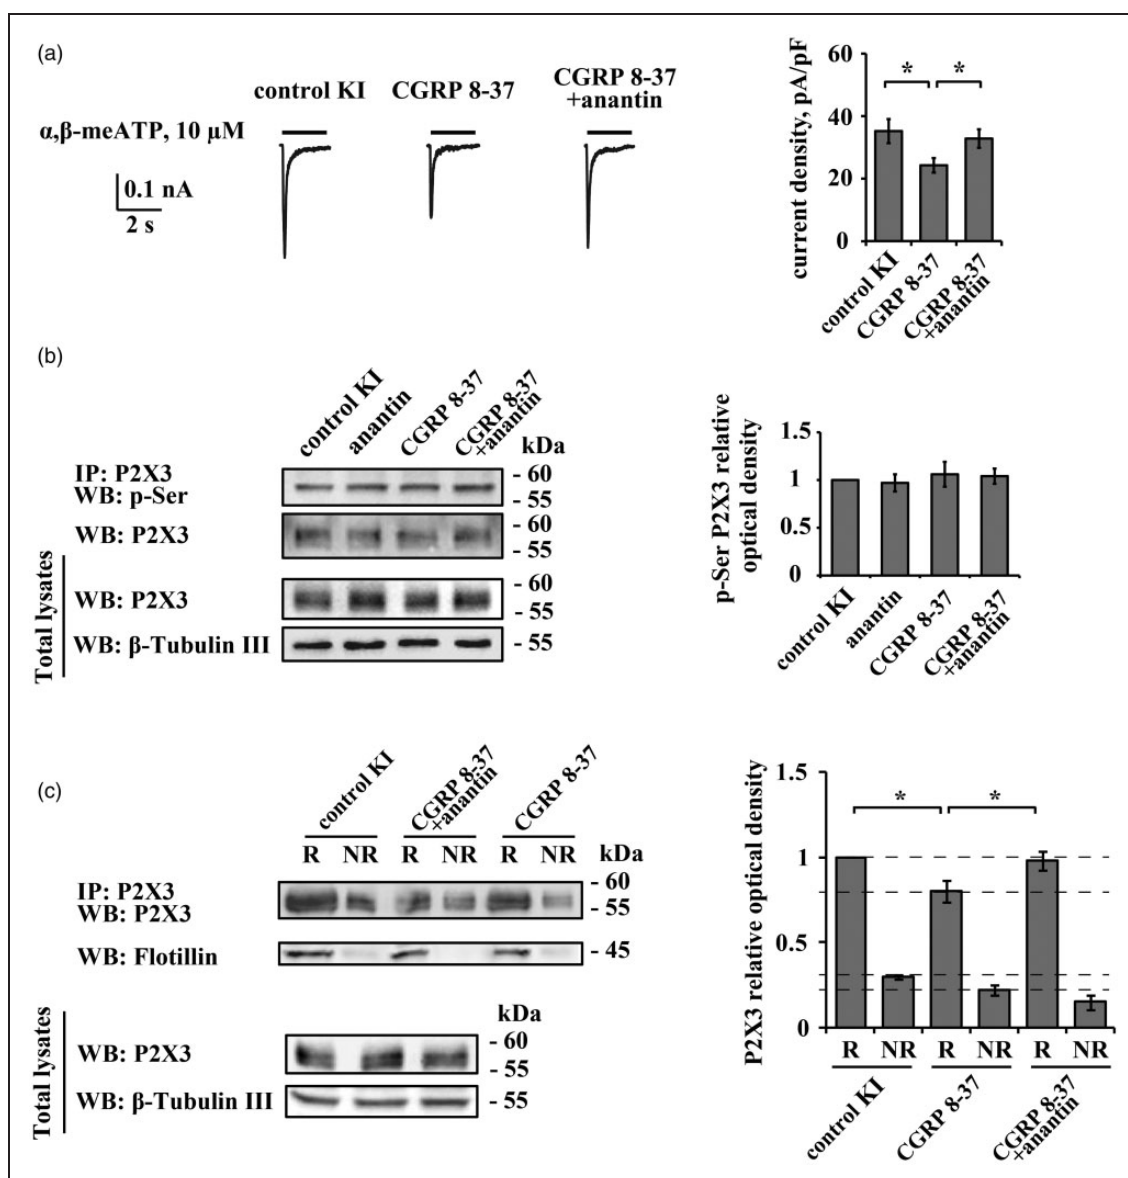 (a)
control KI
CGRP 8-37
CGRP 8-37
+anantin
α,β-meATP, 10 μM
0.1 nA
2 s
current density, pA/pF
60
40
20
0
control KI
CGRP 8-37
CGRP 8-37
+anantin
(b)
control KI
anantin
CGRP 8-37
CGRP 8-37
+anantin
kDa
IP: P2X3
WB: p-Ser
- 60
- 55
WB: P2X3
- 60
- 55
Total lysates
WB: P2X3
- 60
- 55
WB: β-Tubulin III
- 55
p-Ser P2X3 relative
optical density
1.5
1
0.5
0
control KI
anantin
CGRP 8-37
CGRP 8-37
+anantin
(c)
control KI
CGRP 8-37
+anantin
CGRP 8-37
R NR R NR R NR
kDa
IP: P2X3
WB: P2X3
- 60
- 55
WB: Flotillin
- 45
Total lysates
kDa
WB: P2X3
- 60
- 55
WB: β-Tubulin III
- 55
P2X3 relative optical density
1.5
1
0.5
0
R NR R NR R NR
control KI
CGRP 8-37
CGRP 8-37
+anantin